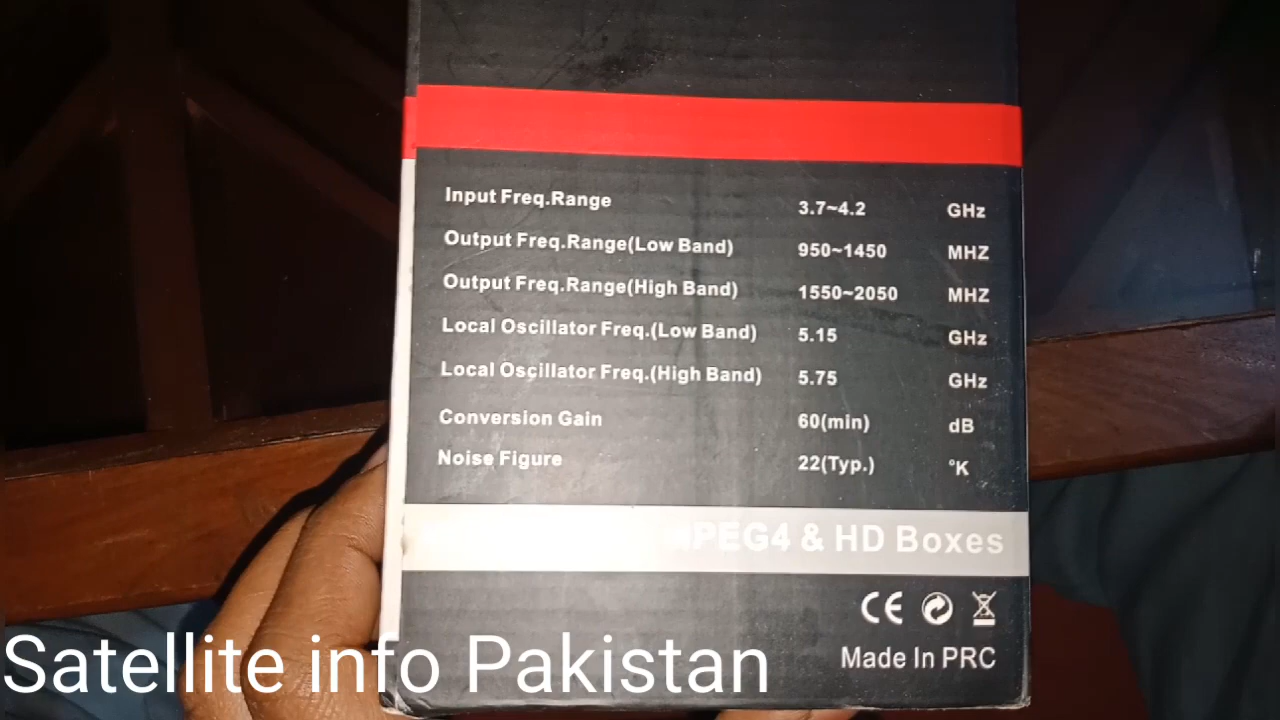 Input Freq.Range 3.7~4.2 GHz
Output Freq.Range(Low Band) 950~1450 MHZ
Output Freq.Range(High Band) 1550~2050 MHZ
Local Oscillator Freq.(Low Band) 5.15 GHz
Local Oscillator Freq.(High Band) 5.75 GHz
Conversion Gain 60(min) dB
Noise Figure 22(Typ.) °K
MPEG4 & HD Boxes
CE
Made In PRC
Satellite info Pakistan